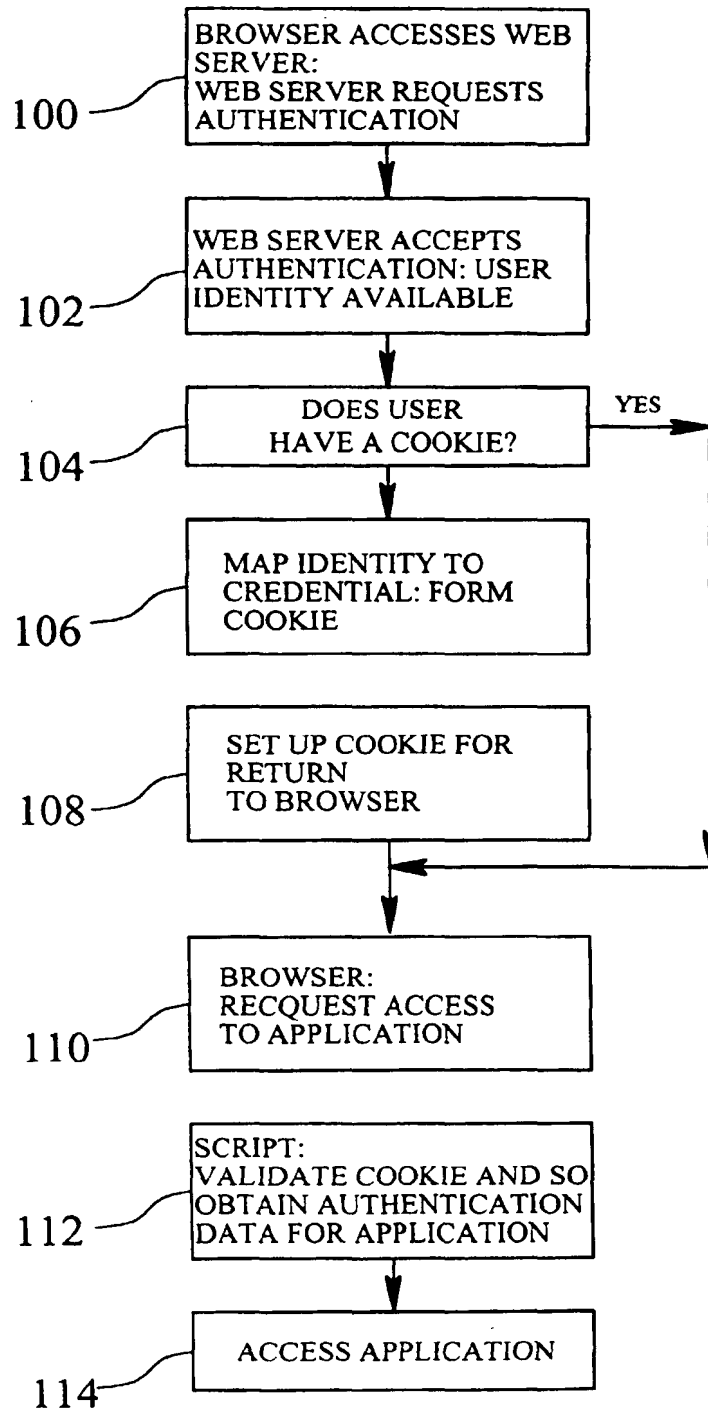 BROWSER ACCESSES WEB
SERVER:
WEB SERVER REQUESTS
AUTHENTICATION
100
WEB SERVER ACCEPTS
AUTHENTICATION: USER
IDENTITY AVAILABLE
102
DOES USER
HAVE A COOKIE?
YES
104
MAP IDENTITY TO
CREDENTIAL: FORM
COOKIE
106
SET UP COOKIE FOR
RETURN
TO BROWSER
108
BROWSER:
RECQUEST ACCESS
TO APPLICATION
110
SCRIPT:
VALIDATE COOKIE AND SO
OBTAIN AUTHENTICATION
DATA FOR APPLICATION
112
ACCESS APPLICATION
114